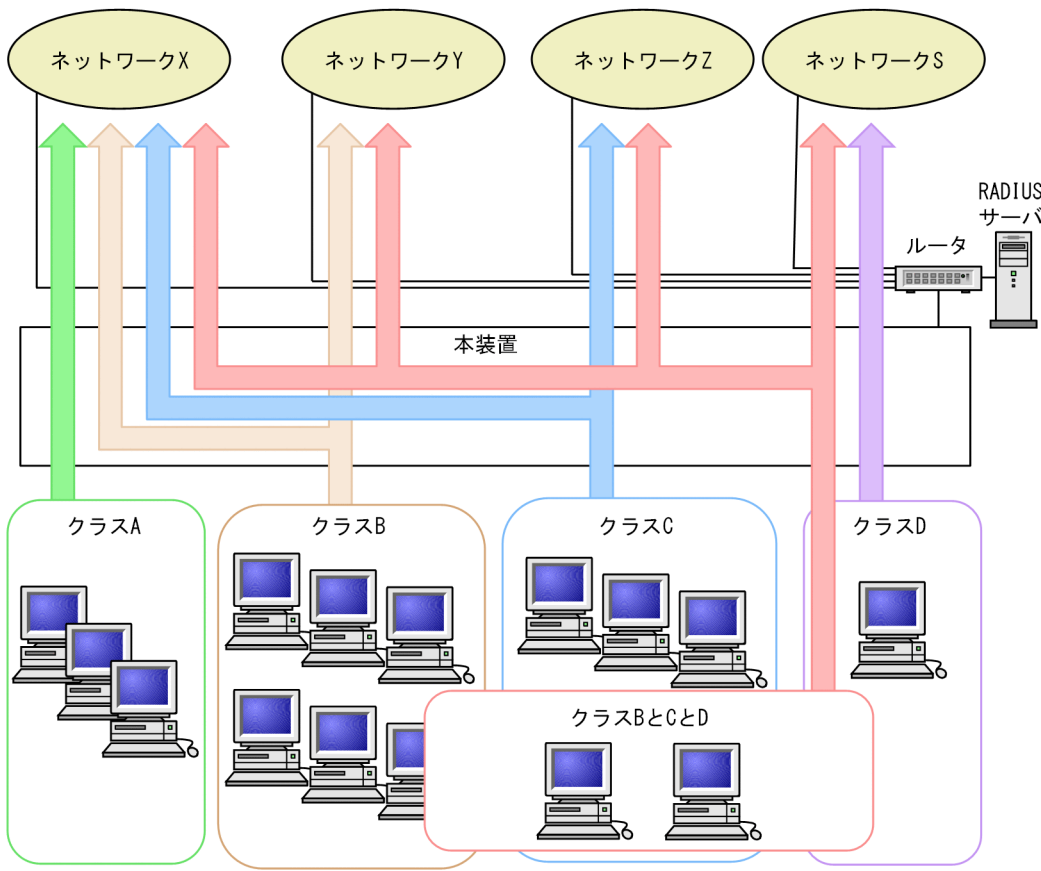 ネットワークX
ネットワークY
ネットワークZ
ネットワークS
RADIUS
サーバ
ルータ
本装置
クラスA
クラスB
クラスC
クラスD
クラスBとCとD